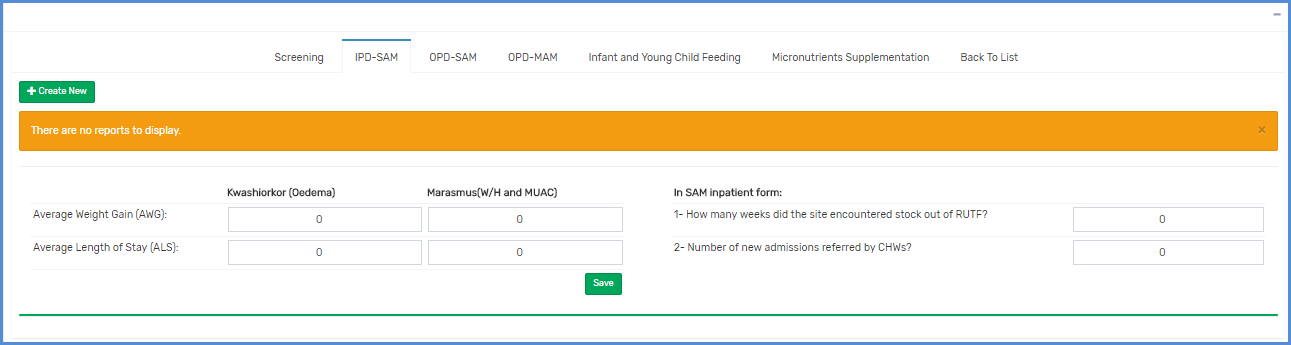 Screening IPD-SAM OPD-SAM OPD-MAM Infant and Young Child Feeding Micronutrients Supplementation Back To List
+ Create New
There are no reports to display. ×
Kwashiorkor (Oedema) Marasmus(W/H and MUAC) In SAM inpatient form:
Average Weight Gain (AWG): 0 0 1- How many weeks did the site encountered stock out of RUTF? 0
Average Length of Stay (ALS): 0 0 2- Number of new admissions referred by CHWs? 0
Save